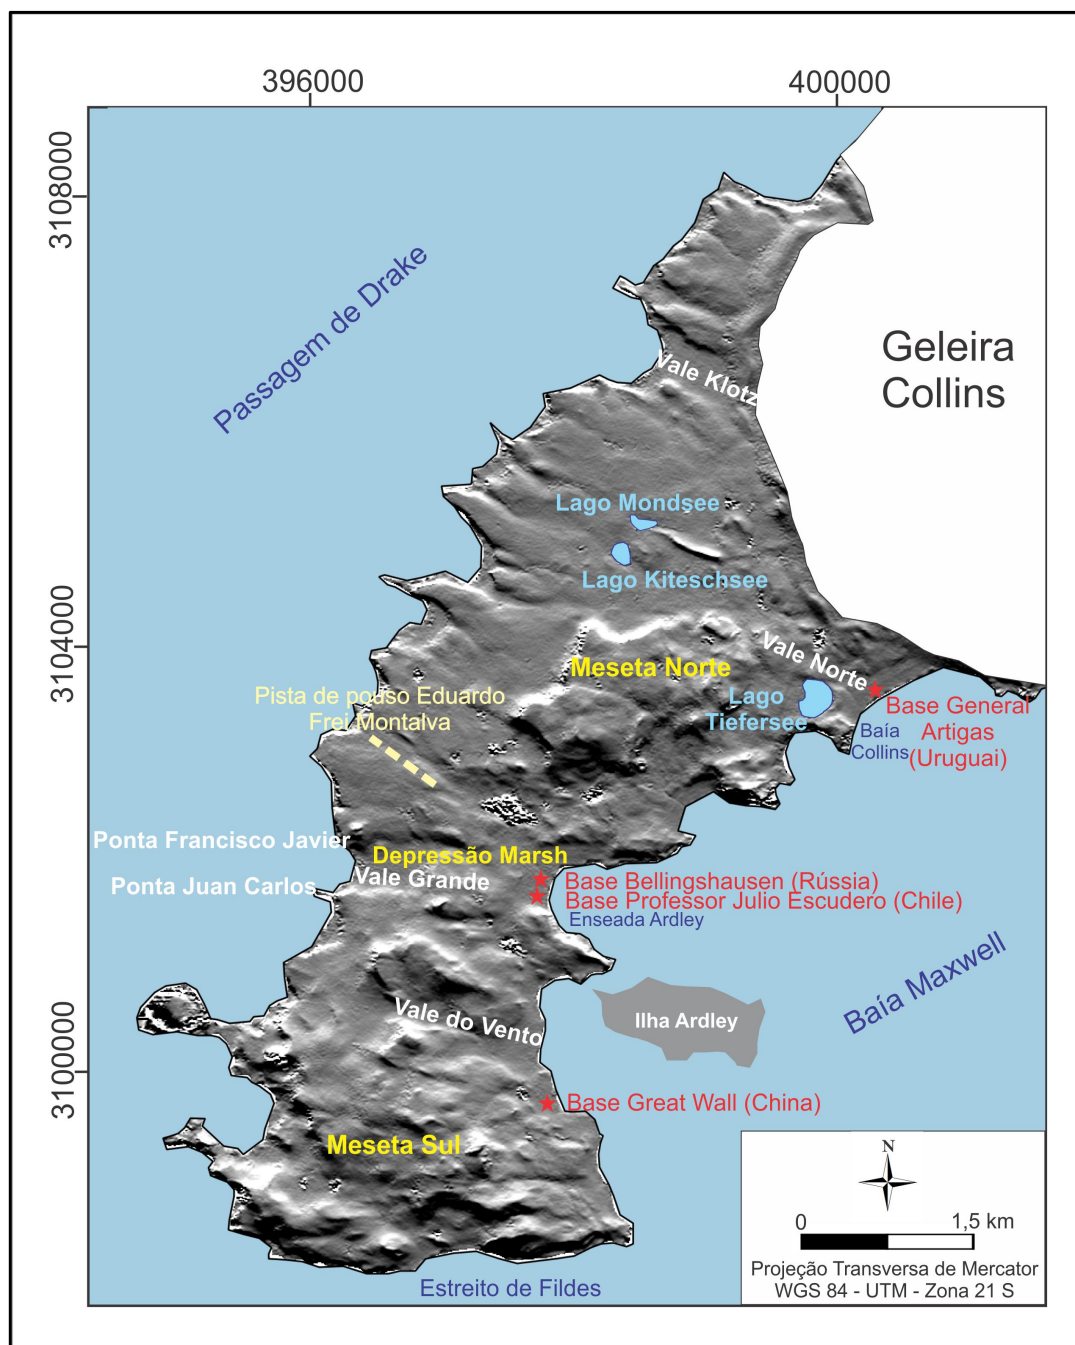 396000
400000
3108000
Passagem de Drake
Geleira
Collins
Vale Klotz
Lago Mondsee
Lago Kiteschsee
3104000
Vale Norte
Meseta Norte
Pista de pouso Eduardo
Frei Montalva
Lago
Tiefersee
Base General
Artigas
(Uruguai)
Baía
Collins
Ponta Francisco Javier
Depressão Marsh
Vale Grande
Ponta Juan Carlos
Base Bellingshausen (Rússia)
Base Professor Julio Escudero (Chile)
Enseada Ardley
Baía Maxwell
Vale do Vento
Ilha Ardley
3100000
Base Great Wall (China)
Meseta Sul
N
0
1,5 km
Projeção Transversa de Mercator
WGS 84 - UTM - Zona 21 S
Estreito de Fildes